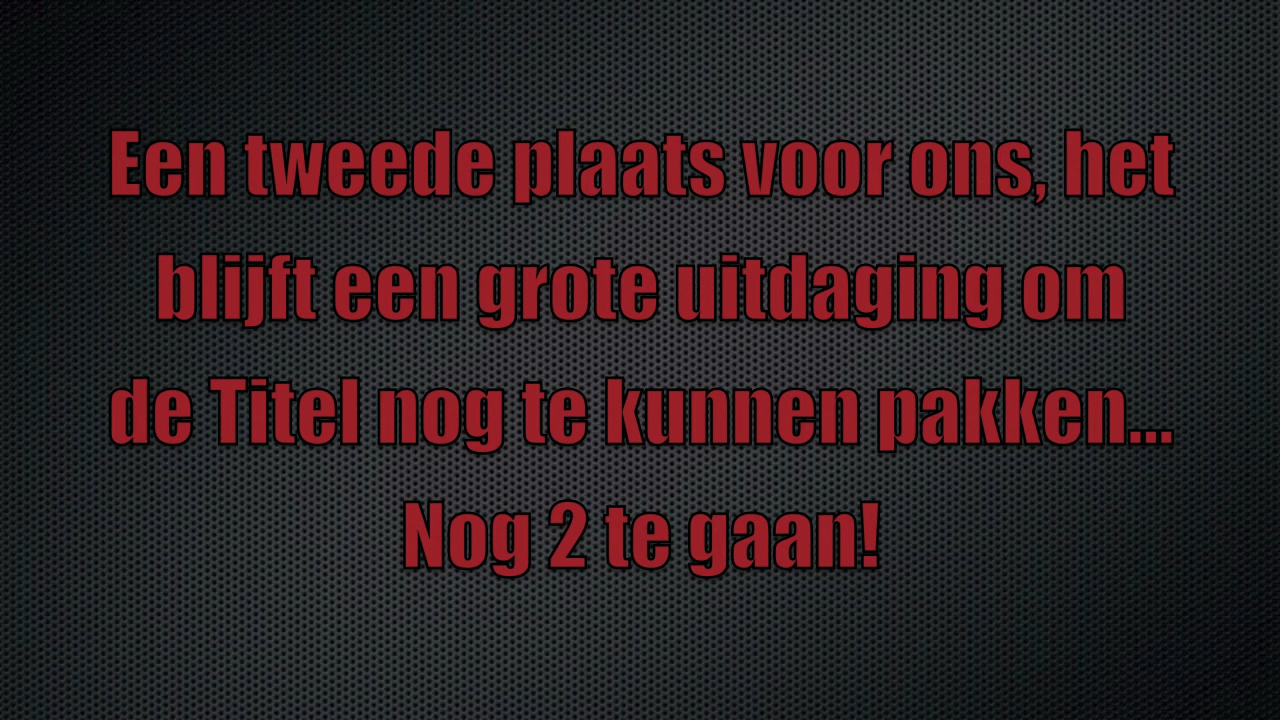 Een tweede plaats voor ons, het
blijft een grote uitdaging om
de Titel nog te kunnen pakken...
Nog 2 te gaan!